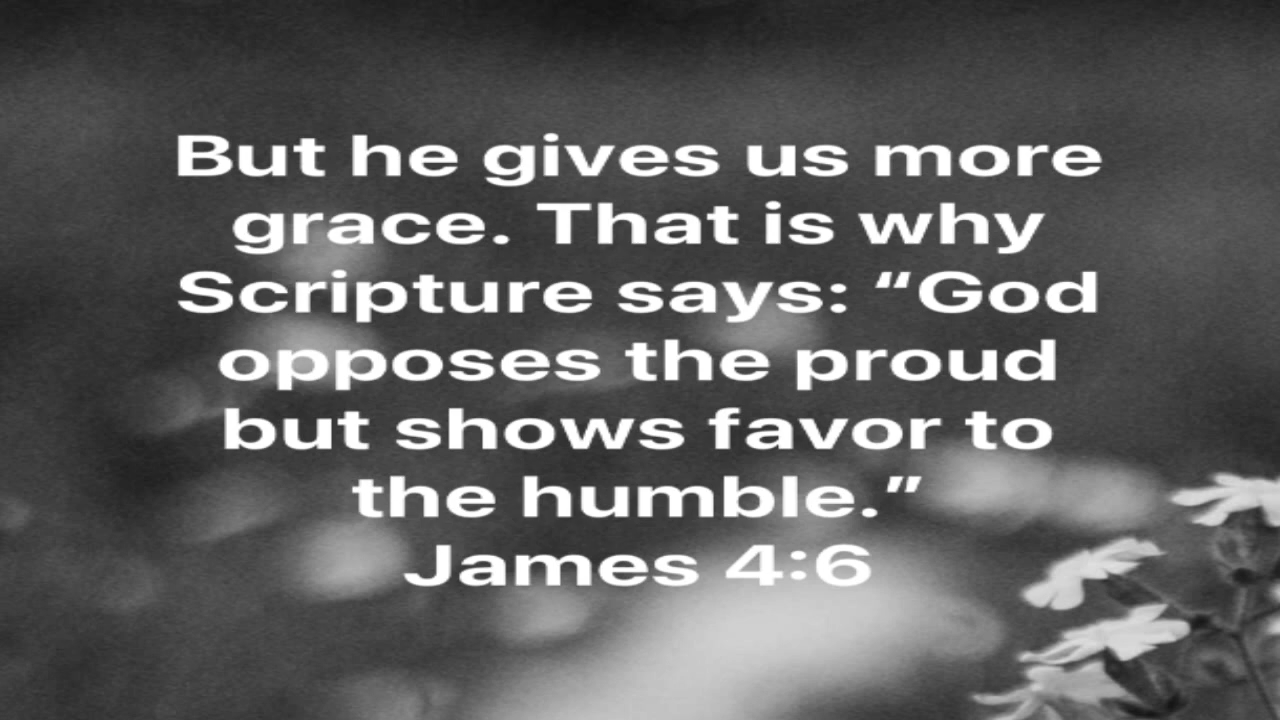 But he gives us more
grace. That is why
Scripture says: “God
opposes the proud
but shows favor to
the humble.”
James 4:6